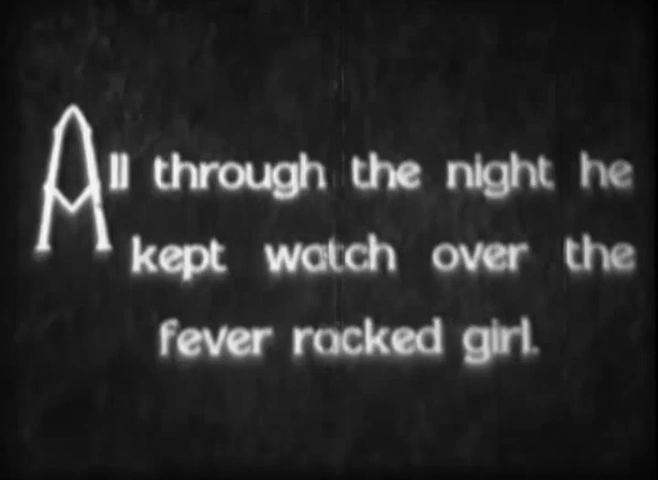 All through the night he
kept watch over the
fever racked girl.